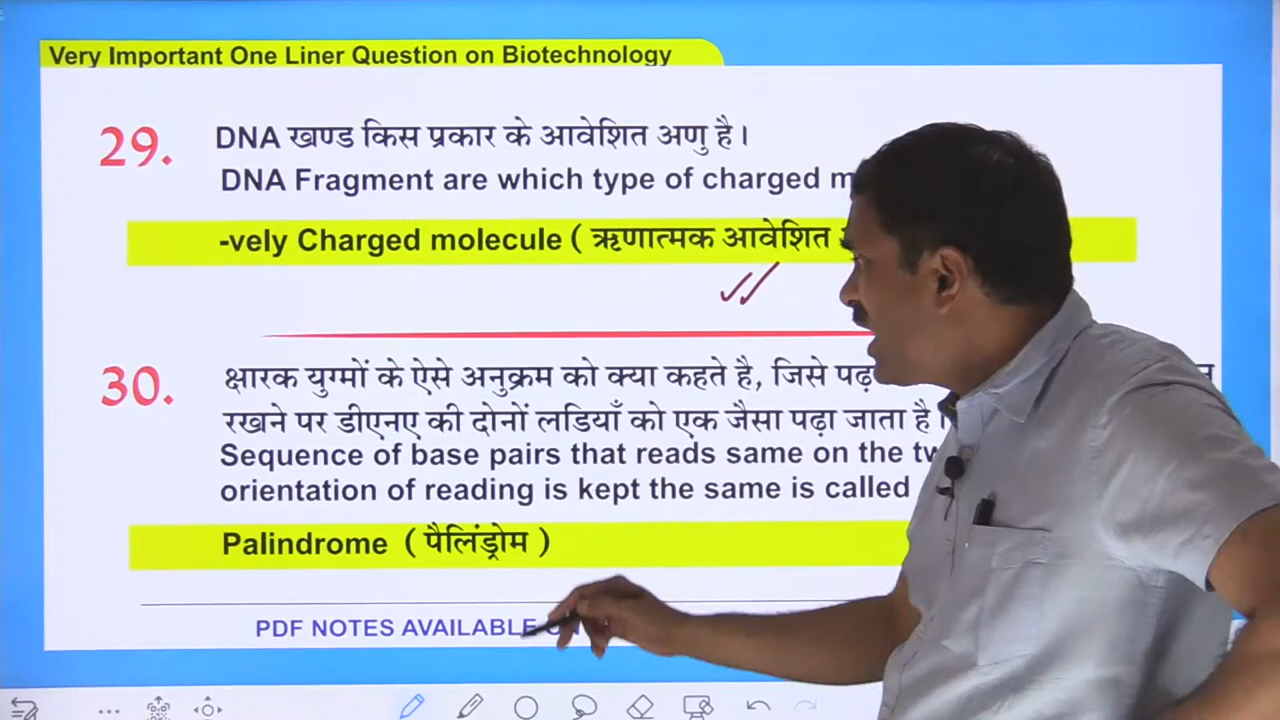 Very Important One Liner Question on Biotechnology
29.
DNA खण्ड किस प्रकार के आवेशित अणु है।
DNA Fragment are which type of charged
-vely Charged molecule ( ऋणात्मक आवेशित
30.
क्षारक युग्मों के ऐसे अनुक्रम को क्या कहते है, जिसे
रखने पर डीएनए की दोनों लडियाँ को एक जैसा पढ़ा जाता है।
Sequence of base pairs that reads same on the
orientation of reading is kept the same is called
Palindrome ( पैलिंड्रोम )
PDF NOTES AVAILABLE